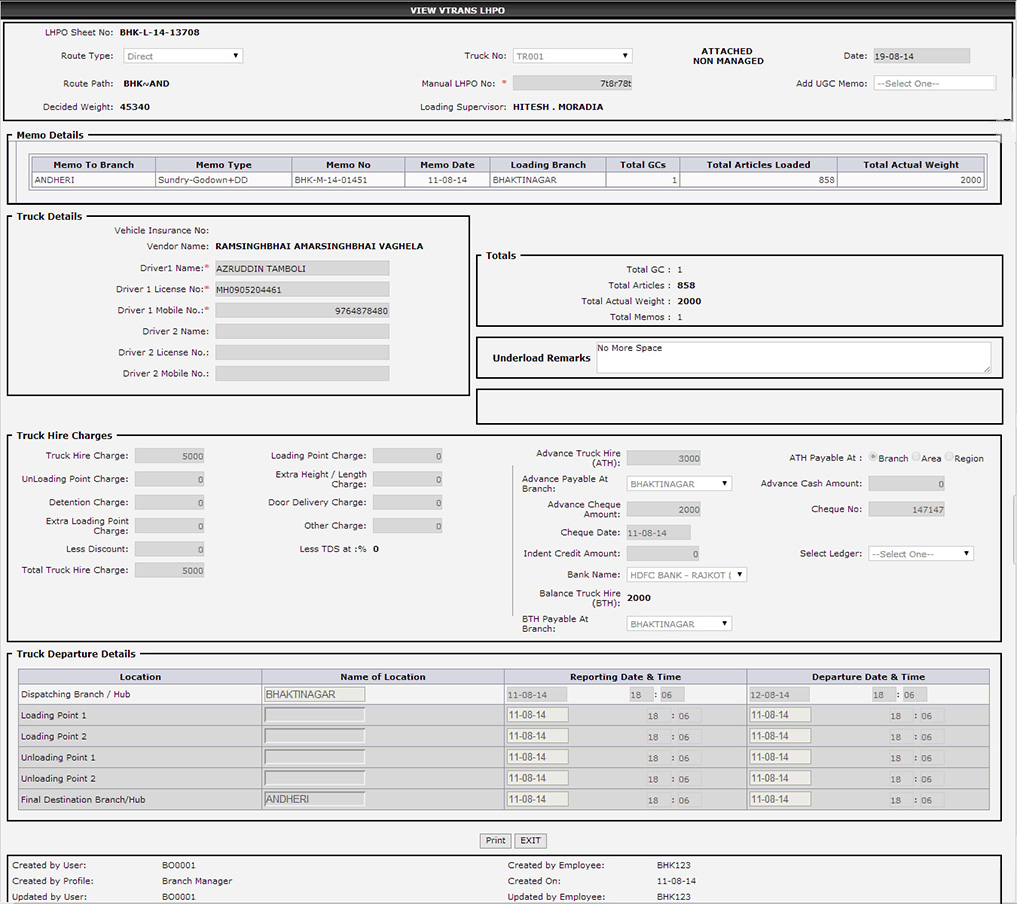 VIEW VTRANS LHPO
LHPO Sheet No: BHK-L-14-13708
Route Type: Direct Truck No: TR001 ATTACHED Date: 19-08-14
NON MANAGED
Route Path: BHK~AND Manual LHPO No: * 7t8r78t Add UGC Memo: --Select One--
Decided Weight: 45340 Loading Supervisor: HITESH . MORADIA
Memo Details
Memo To Branch Memo Type Memo No Memo Date Loading Branch Total GCs Total Articles Loaded Total Actual Weight
ANDHERI Sundry-Godown+DD BHK-M-14-01451 11-08-14 BHAKTINAGAR 1 858 2000
Truck Details
Vehicle Insurance No:
Vendor Name: RAMSINGHBHAI AMARSINGHBHAI VAGHELA
Driver1 Name:* AZRUDDIN TAMBOLI
Driver 1 License No:* MH0905204461
Driver 1 Mobile No.:* 9764878480
Driver 2 Name:
Driver 2 License No.:
Driver 2 Mobile No.:
Totals
Total GC : 1
Total Articles : 858
Total Actual Weight : 2000
Total Memos : 1
Underload Remarks No More Space
Truck Hire Charges
Truck Hire Charge: 5000
UnLoading Point Charge: 0
Detention Charge: 0
Extra Loading Point
Charge: 0
Less Discount: 0
Total Truck Hire Charge: 5000
Loading Point Charge: 0
Extra Height / Length
Charge: 0
Door Delivery Charge: 0
Other Charge: 0
Less TDS at :% 0
Advance Truck Hire
(ATH): 3000
Advance Payable At
Branch: BHAKTINAGAR
Advance Cheque
Amount: 2000
Cheque Date: 11-08-14
Indent Credit Amount: 0
Bank Name: HDFC BANK - RAJKOT (
Balance Truck Hire
(BTH): 2000
BTH Payable At
Branch: BHAKTINAGAR
ATH Payable At : Branch Area Region
Advance Cash Amount: 0
Cheque No: 147147
Select Ledger: --Select One--
Truck Departure Details
Location Name of Location Reporting Date & Time Departure Date & Time
Dispatching Branch / Hub BHAKTINAGAR 11-08-14 18 : 06 12-08-14 18 : 06
Loading Point 1 11-08-14 18 : 06 11-08-14 18 : 06
Loading Point 2 11-08-14 18 : 06 11-08-14 18 : 06
Unloading Point 1 11-08-14 18 : 06 11-08-14 18 : 06
Unloading Point 2 11-08-14 18 : 06 11-08-14 18 : 06
Final Destination Branch/Hub ANDHERI 11-08-14 18 : 06 11-08-14 18 : 06
Print EXIT
Created by User: BO0001 Created by Employee: BHK123
Created by Profile: Branch Manager Created On: 11-08-14
Updated by User: BO0001 Updated by Employee: BHK123